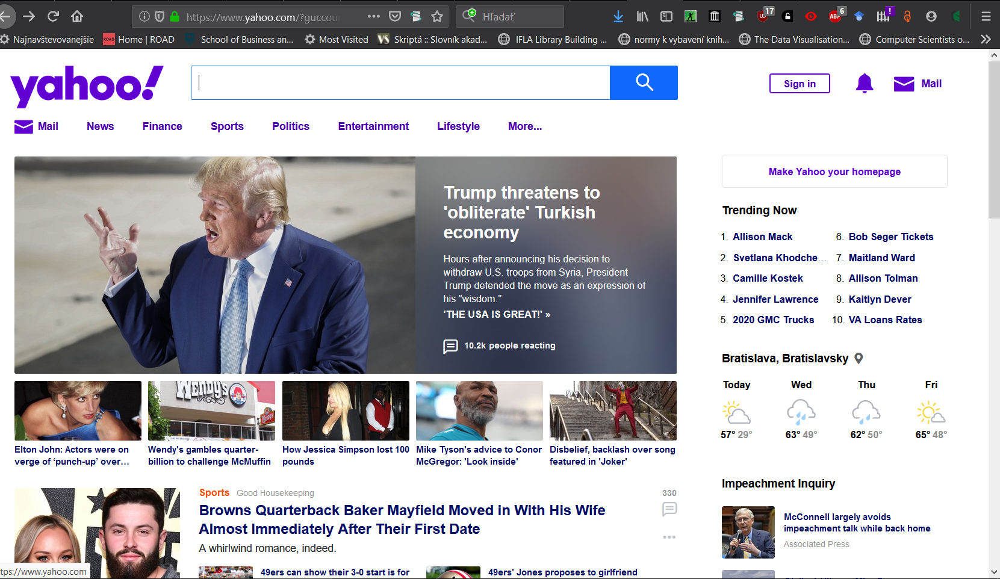 https://www.yahoo.com/?guccoun
Hľadať
17
6
!
Najnavštevovanejšie
Home | ROAD
School of Business an...
Most Visited
Skriptá :: Slovník akad...
IFLA Library Building ...
normy k vybavení knih...
The Data Visualisation...
Computer Scientists o...
yahoo!
Sign in
Mail
Mail
News
Finance
Sports
Politics
Entertainment
Lifestyle
More...
Trump threatens to
'obliterate' Turkish
economy
Hours after announcing his decision to
withdraw U.S. troops from Syria, President
Trump defended the move as an expression of
his "wisdom."
'THE USA IS GREAT!' »
10.2k people reacting
WENDY'S
Elton John: Actors were on
verge of ‘punch-up’ over…
Wendy's gambles quarter-
billion to challenge McMuffin
How Jessica Simpson lost 100
pounds
Mike Tyson's advice to Conor
McGregor: 'Look inside'
Disbelief, backlash over song
featured in 'Joker'
Sports Good Housekeeping
330
Browns Quarterback Baker Mayfield Moved in With His Wife
Almost Immediately After Their First Date
A whirlwind romance, indeed.
49ers can show their 3-0 start is for
49ers' Jones proposes to girlfriend
tps://www.yahoo.com
Make Yahoo your homepage
Trending Now
1. Allison Mack
2. Svetlana Khodche...
3. Camille Kostek
4. Jennifer Lawrence
5. 2020 GMC Trucks
6. Bob Seger Tickets
7. Maitland Ward
8. Allison Tolman
9. Kaitlyn Dever
10. VA Loans Rates
Bratislava, Bratislavsky
Today
Wed
Thu
Fri
57° 29°
63° 49°
62° 50°
65° 48°
Impeachment Inquiry
McConnell largely avoids
impeachment talk while back home
Associated Press